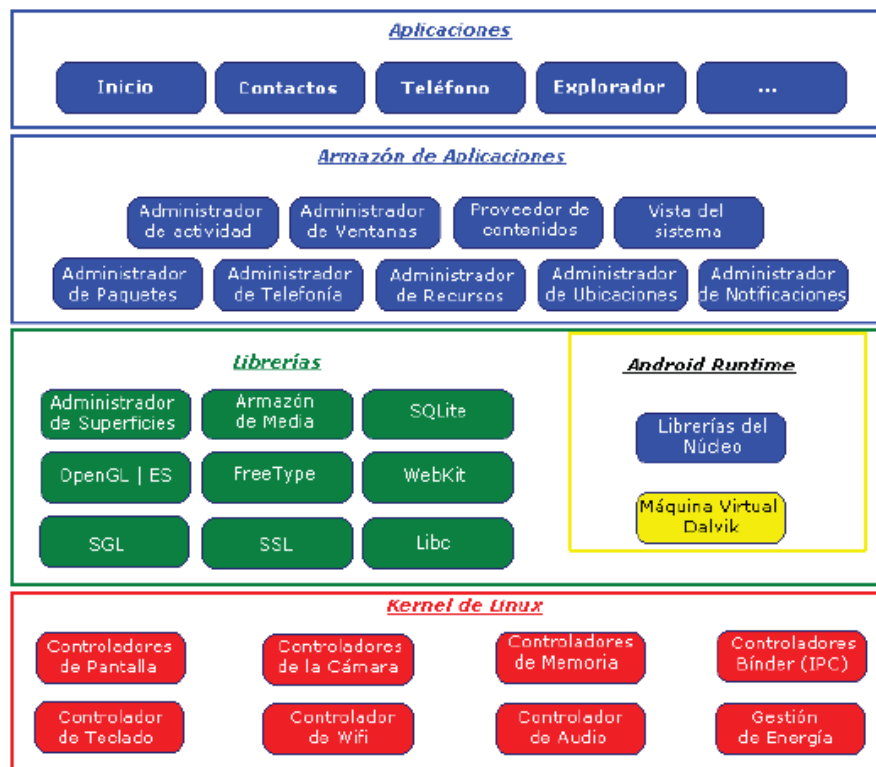 Aplicaciones
Inicio
Contactos
Teléfono
Explorador
...
Armazón de Aplicaciones
Administrador
de actividad
Administrador
de Ventanas
Proveedor de
contenidos
Vista del
sistema
Administrador
de Paquetes
Administrador
de Telefonía
Administrador
de Recursos
Administrador
de Ubicaciones
Administrador
de Notificaciones
Librerías
Administrador
de Superficies
Armazón
de Media
SQLite
OpenGL | ES
FreeType
WebKit
SGL
SSL
Libc
Android Runtime
Librerías del
Núcleo
Máquina Virtual
Dalvik
Kernel de Linux
Controladores
de Pantalla
Controladores
de la Cámara
Controladores
de Memoria
Controladores
Bínder (IPC)
Controlador
de Teclado
Controlador
de Wifi
Controlador
de Audio
Gestión
de Energía